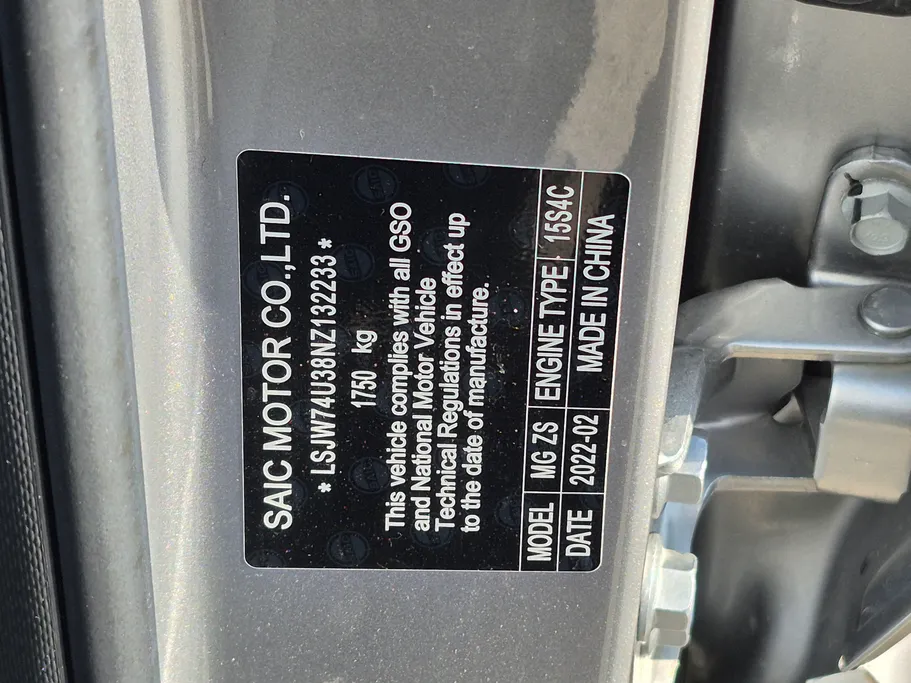 SAIC MOTOR CO.,LTD.
* LSJW74U38NZ132233 *
1750 kg
This vehicle complies with all GSO
and National Motor Vehicle
Technical Regulations in effect up
to the date of manufacture.
MODEL MG ZS ENGINE TYPE 15S4C
DATE 2022-02 MADE IN CHINA